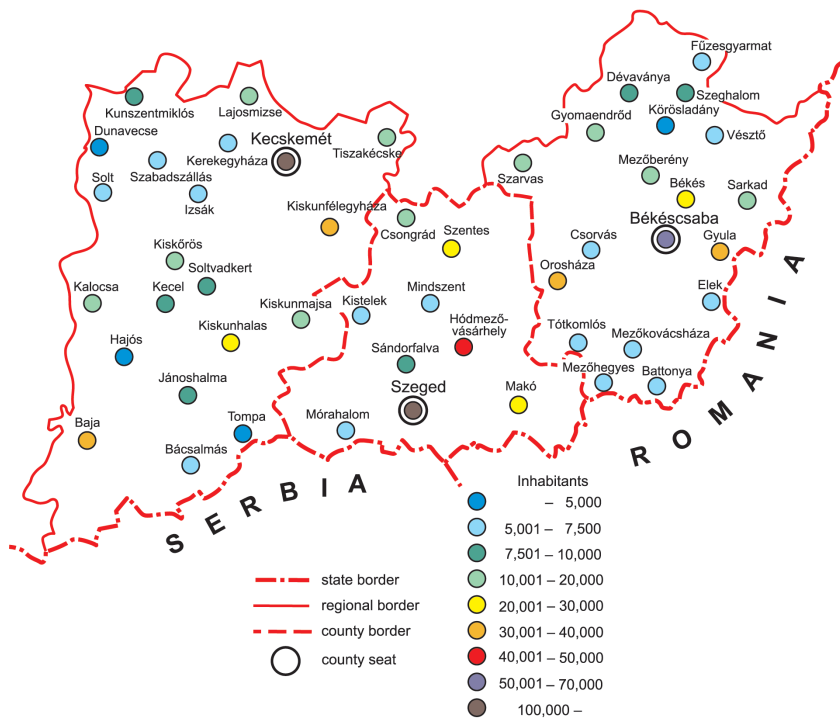 Fűzesgyarmat
Dévaványa
Szeghalom
Kunszentmiklós
Lajosmizse
Gyomaendrőd
Körösladány
Dunavecse
Kecskemét
Tiszakécske
Vésztő
Kerekegyháza
Szabadszállás
Szarvas
Mezőberény
Solt
Izsák
Békés
Sarkad
Kiskunfélegyháza
Csongrád
Szentes
Békéscsaba
Csorvás
Gyula
Kiskőrös
Soltvadkert
Orosháza
Kalocsa
Kecel
Kiskunmajsa
Kistelek
Mindszent
Elek
Hódmező-
vásárhely
Hajós
Kiskunhalas
Tótkomlós
Mezőkovácsháza
Sándorfalva
Jánoshalma
Szeged
Makó
Mezőhegyes
Battonya
Baja
Tompa
Mórahalom
Bácsalmás
ROMANIA
SERBIA
Inhabitants
– 5,000
5,001 – 7,500
7,501 – 10,000
10,001 – 20,000
20,001 – 30,000
30,001 – 40,000
40,001 – 50,000
50,001 – 70,000
100,000 –
state border
regional border
county border
county seat